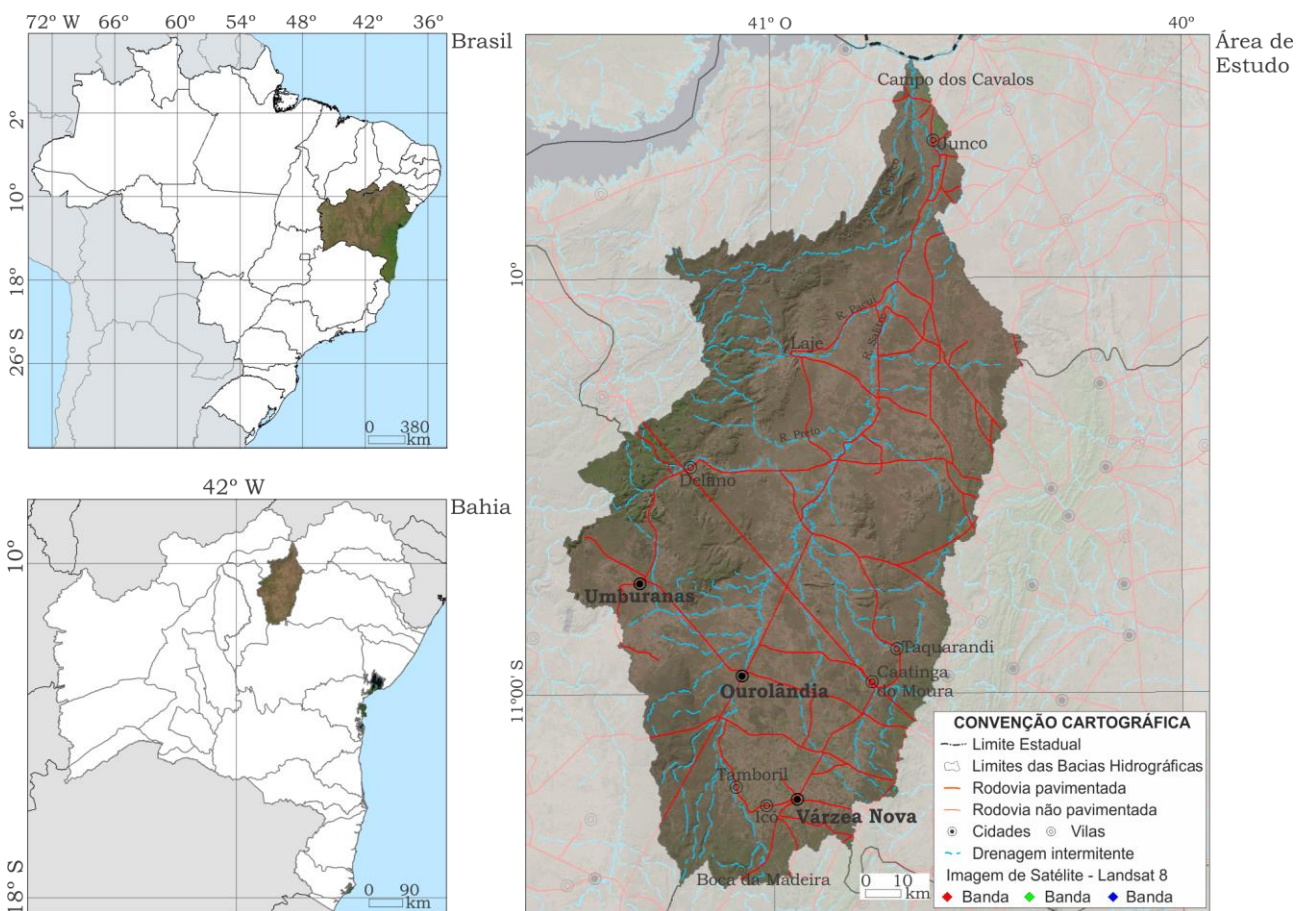 72° W 66° 60° 54° 48° 42° 36°
Brasil
2°
10°
18°
26° S
0 380
km
42° W
Bahia
10°
18° S
0 90
km
41° O 40°
Área de
Estudo
Campo dos Cavalos
Junco
10°
R. Pacuí
R. Salitre
Laje
R. Preto
Delfino
Umburanas
Taquarandi
Caatinga
do Moura
Ourolândia
11°00' S
Tamboril
Icó
Várzea Nova
Boca da Madeira
0 10
km
CONVENÇÃO CARTOGRÁFICA
Limite Estadual
Limites das Bacias Hidrográficas
Rodovia pavimentada
Rodovia não pavimentada
Cidades Vilas
Drenagem intermitente
Imagem de Satélite - Landsat 8
Banda Banda Banda